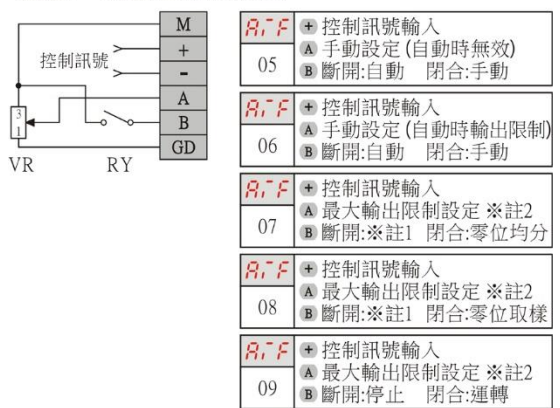 M
+
控制訊號
-
A
B
GD
3
1
VR
RY
A.TF
+ 控制訊號輸入
A 手動設定 (自動時無效)
05
B 斷開:自動 閉合:手動
A.TF
+ 控制訊號輸入
A 手動設定 (自動時輸出限制)
06
B 斷開:自動 閉合:手動
A.TF
+ 控制訊號輸入
A 最大輸出限制設定 ※註2
07
B 斷開:※註1 閉合:零位均分
A.TF
+ 控制訊號輸入
A 最大輸出限制設定 ※註2
08
B 斷開:※註1 閉合:零位取樣
A.TF
+ 控制訊號輸入
A 最大輸出限制設定 ※註2
09
B 斷開:停止 閉合:運轉